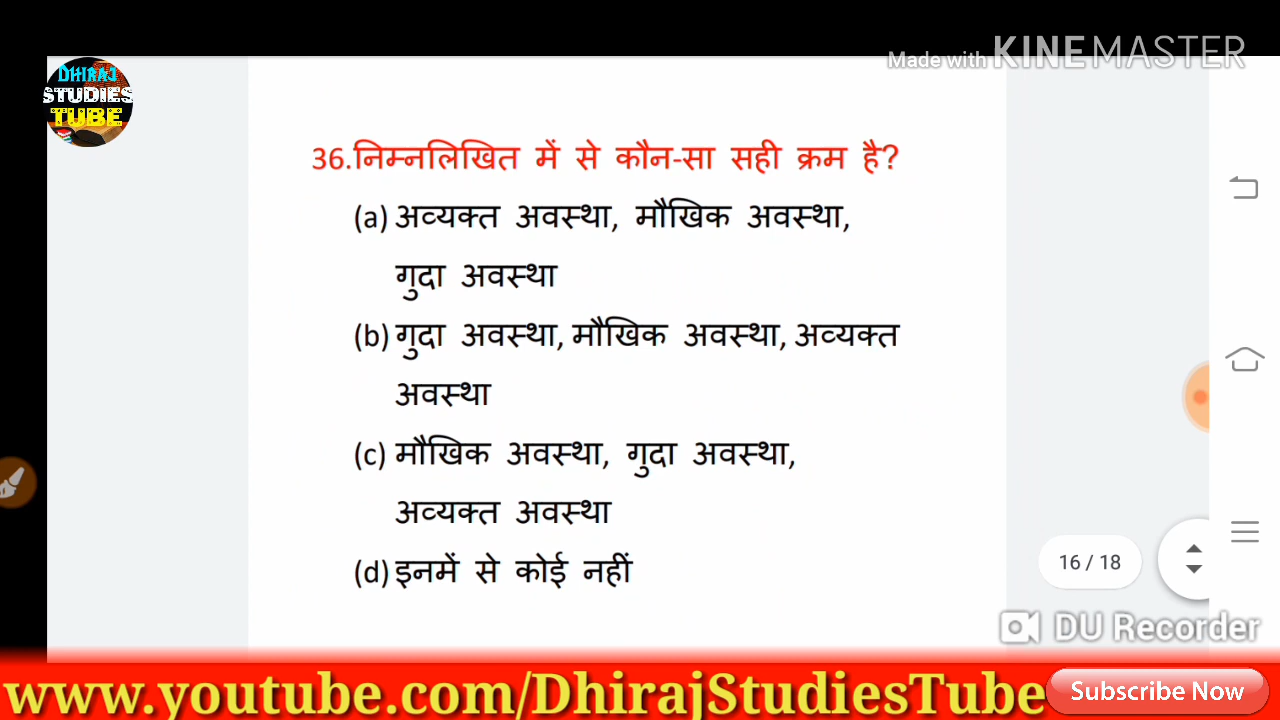 Made with KINEMASTER
DHIRAJ
STUDIES
TUBE
36.निम्नलिखित में से कौन-सा सही क्रम है?
(a) अव्यक्त अवस्था, मौखिक अवस्था,
गुदा अवस्था
(b) गुदा अवस्था, मौखिक अवस्था, अव्यक्त
अवस्था
(c) मौखिक अवस्था, गुदा अवस्था,
अव्यक्त अवस्था
(d) इनमें से कोई नहीं
16 / 18
DU Recorder
www.youtube.com/DhirajStudiesTube
Subscribe Now